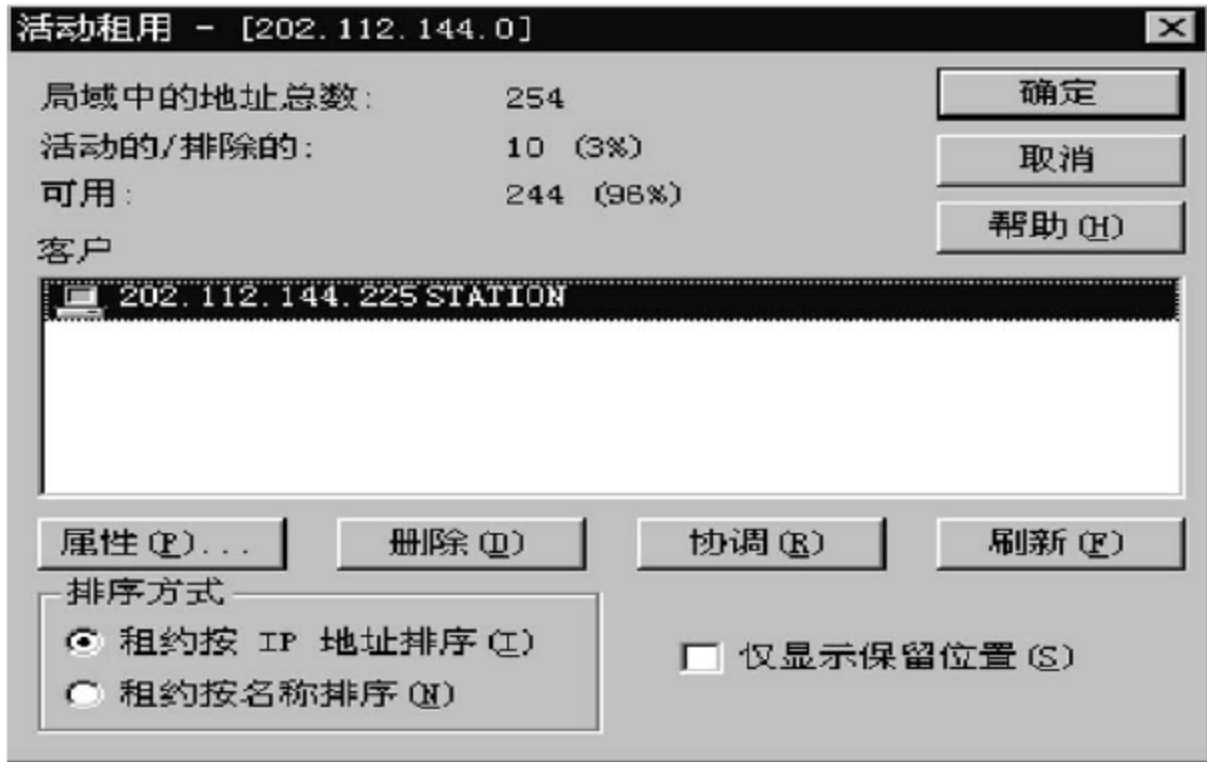 活动租用 - [202.112.144.0]
局域中的地址总数: 254
活动的/排除的: 10 (3%)
可用: 244 (96%)
确定
取消
帮助(H)
客户
202.112.144.225 STATION
属性(P)... 删除(D) 协调(R) 刷新(F)
排序方式
租约按 IP 地址排序(I)
租约按名称排序(N)
仅显示保留位置(S)